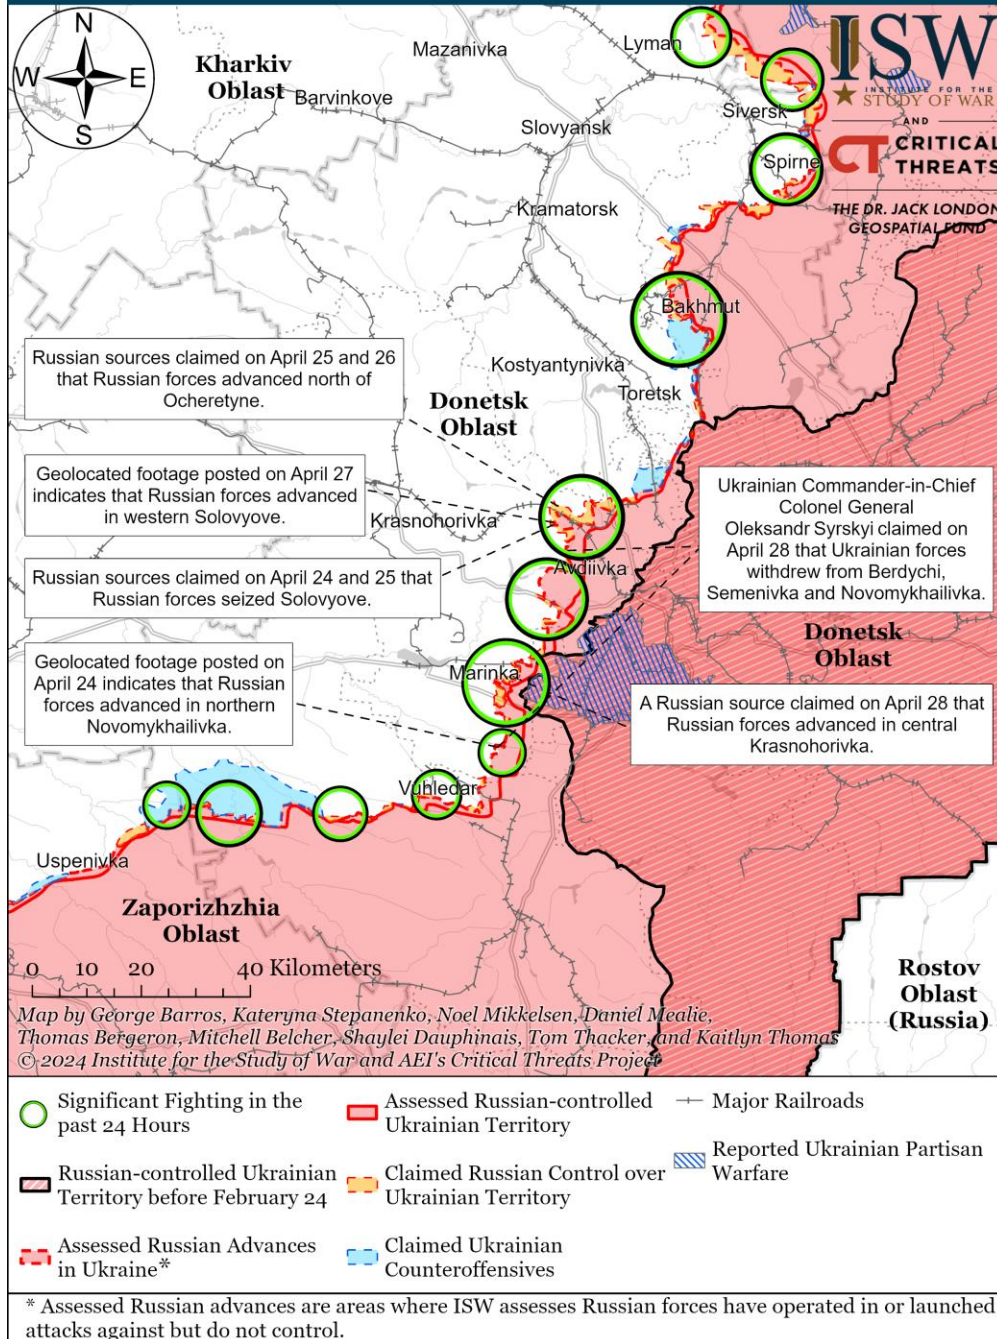 N
W
E
S
Kharkiv
Oblast
Mazanivka
Lyman
Barvinkove
Slovyansk
Siversk
Spirne
Kramatorsk
ISW
INSTITUTE FOR THE
STUDY OF WAR
AND
CT CRITICAL
THREATS
THE DR. JACK LONDON
GEOSPATIAL FUND
Bakhmut
Kostyantynivka
Toretsk
Donetsk
Oblast
Russian sources claimed on April 25 and 26
that Russian forces advanced north of
Ocheretyne.
Geolocated footage posted on April 27
indicates that Russian forces advanced
in western Solovyove.
Krasnohorivka
Russian sources claimed on April 24 and 25 that
Russian forces seized Solovyove.
Avdiivka
Ukrainian Commander-in-Chief
Colonel General
Oleksandr Syrskyi claimed on
April 28 that Ukrainian forces
withdrew from Berdychi,
Semenivka and Novomykhailivka.
Donetsk
Oblast
Geolocated footage posted on
April 24 indicates that Russian
forces advanced in northern
Novomykhailivka.
Marinka
A Russian source claimed on April 28 that
Russian forces advanced in central
Krasnohorivka.
Vuhledar
Uspenivka
Zaporizhzhia
Oblast
Rostov
Oblast
(Russia)
0 10 20 40 Kilometers
Map by George Barros, Kateryna Stepanenko, Noel Mikkelsen, Daniel Mealie,
Thomas Bergeron, Mitchell Belcher, Shaylei Dauphinais, Tom Thacker, and Kaitlyn Thomas
© 2024 Institute for the Study of War and AEI's Critical Threats Project
Significant Fighting in the
past 24 Hours
Russian-controlled Ukrainian
Territory before February 24
Assessed Russian Advances
in Ukraine*
Assessed Russian-controlled
Ukrainian Territory
Claimed Russian Control over
Ukrainian Territory
Claimed Ukrainian
Counteroffensives
Major Railroads
Reported Ukrainian Partisan
Warfare
* Assessed Russian advances are areas where ISW assesses Russian forces have operated in or launched
attacks against but do not control.